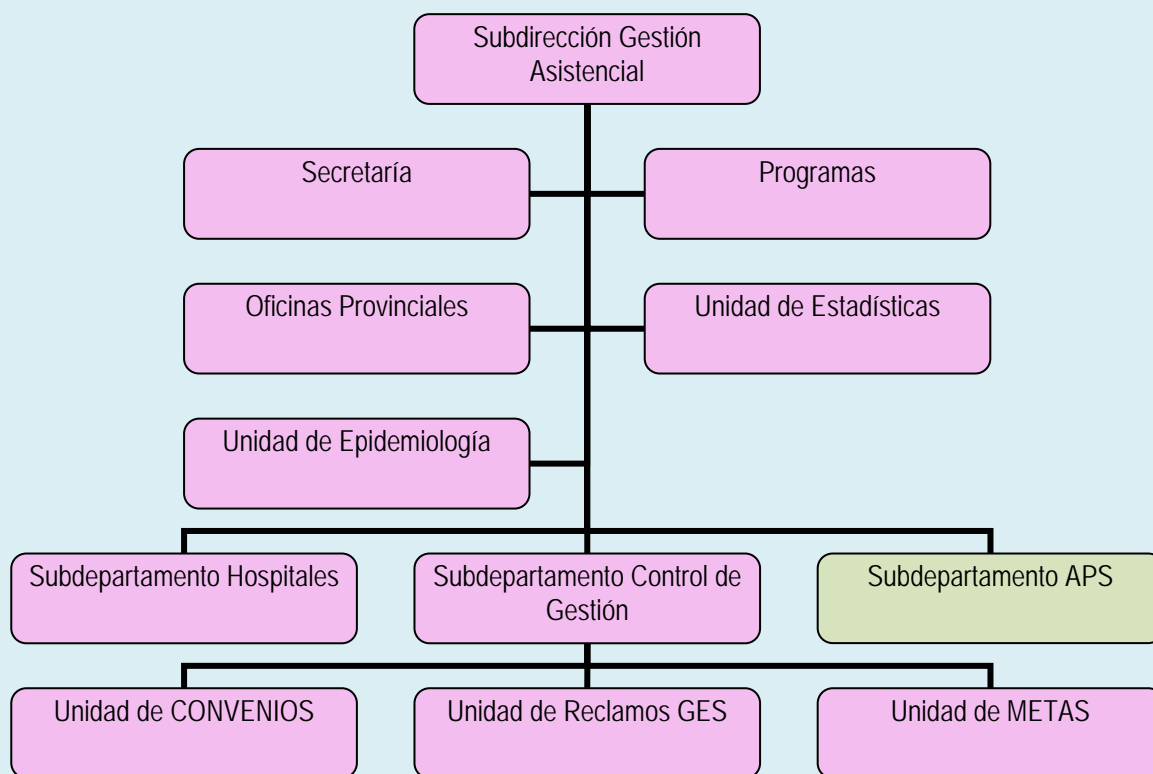 Subdirección Gestión
Asistencial
Secretaría
Programas
Oficinas Provinciales
Unidad de Estadísticas
Unidad de Epidemiología
Subdepartamento Hospitales
Subdepartamento Control de
Gestión
Subdepartamento APS
Unidad de CONVENIOS
Unidad de Reclamos GES
Unidad de METAS